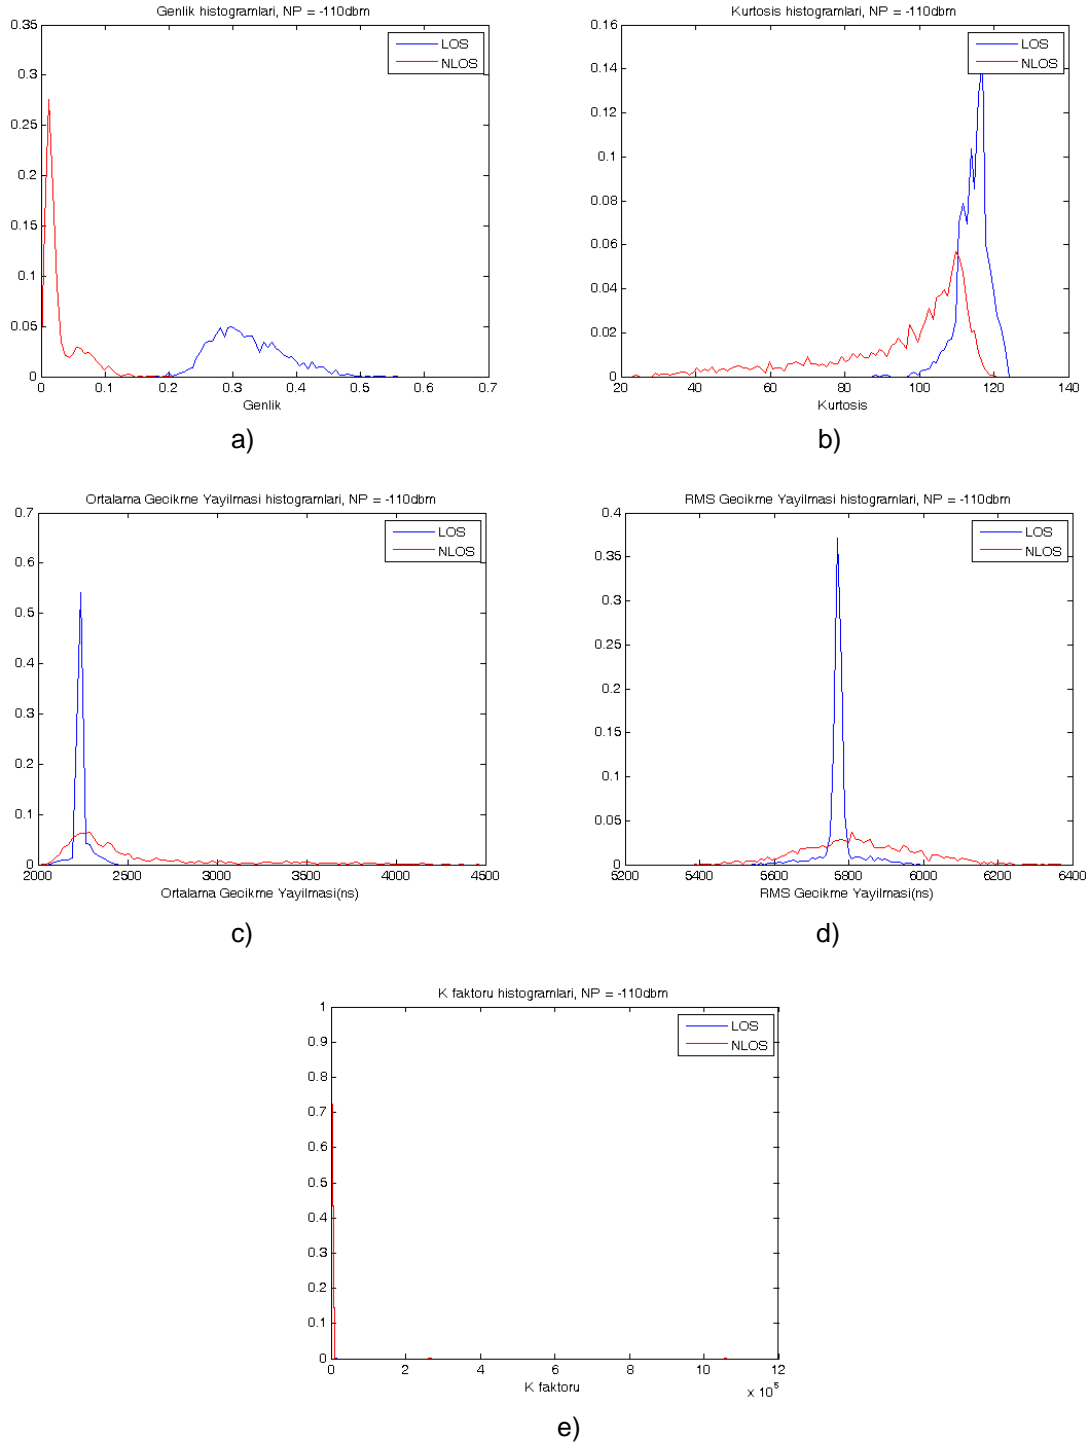 Genlik histogramlari, NP = -110dbm
0.35
0.3
0.25
0.2
0.15
0.1
0.05
0
LOS
NLOS
0 0.1 0.2 0.3 0.4 0.5 0.6 0.7
Genlik
a)
Kurtosis histogramlari, NP = -110dbm
0.16
0.14
0.12
0.1
0.08
0.06
0.04
0.02
0
LOS
NLOS
20 40 60 80 100 120 140
Kurtosis
b)
Ortalama Gecikme Yayilmasi histogramlari, NP = -110dbm
0.7
0.6
0.5
0.4
0.3
0.2
0.1
0
LOS
NLOS
2000 2500 3000 3500 4000 4500
Ortalama Gecikme Yayilmasi(ns)
c)
RMS Gecikme Yayilmasi histogramlari, NP = -110dbm
0.4
0.35
0.3
0.25
0.2
0.15
0.1
0.05
0
LOS
NLOS
5200 5400 5600 5800 6000 6200 6400
RMS Gecikme Yayilmasi(ns)
d)
K faktoru histogramlari, NP = -110dbm
1
0.9
0.8
0.7
0.6
0.5
0.4
0.3
0.2
0.1
0
LOS
NLOS
0 2 4 6 8 10 12
x 10⁵
K faktoru
e)